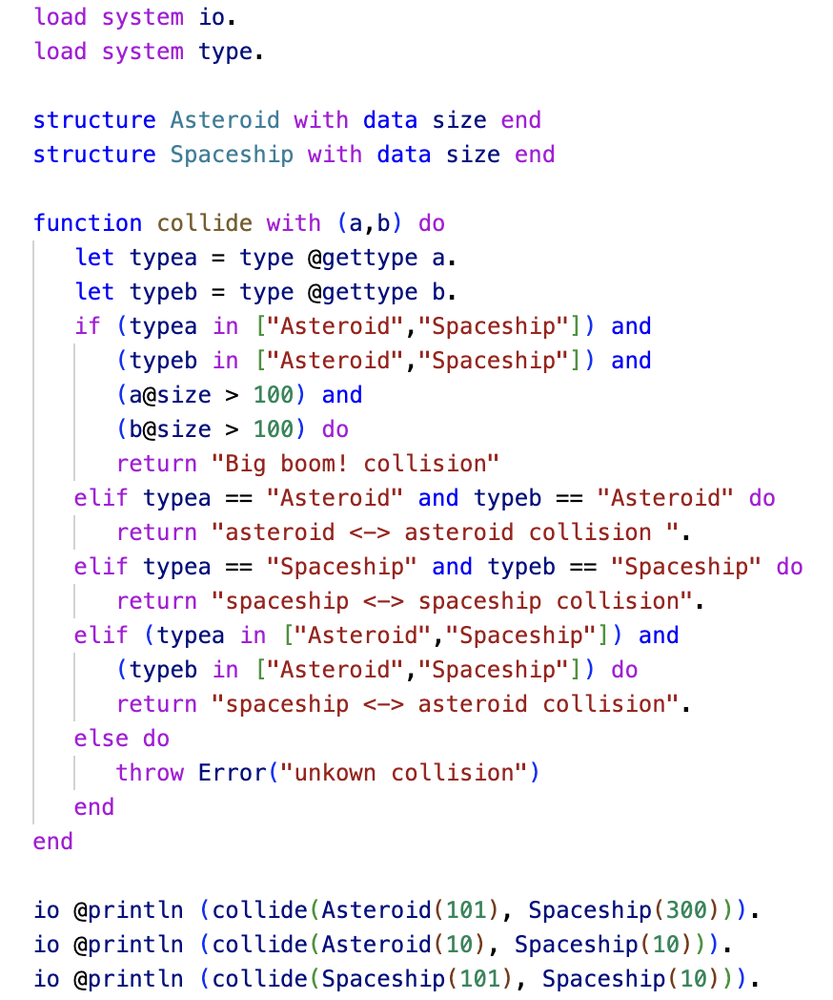 load system io.
load system type.

structure Asteroid with data size end
structure Spaceship with data size end

function collide with (a,b) do
   let typea = type @gettype a.
   let typeb = type @gettype b.
   if (typea in ["Asteroid","Spaceship"]) and
      (typeb in ["Asteroid","Spaceship"]) and
      (a@size > 100) and
      (b@size > 100) do
      return "Big boom! collision"
   elif typea == "Asteroid" and typeb == "Asteroid" do
      return "asteroid <-> asteroid collision ".
   elif typea == "Spaceship" and typeb == "Spaceship" do
      return "spaceship <-> spaceship collision".
   elif (typea in ["Asteroid","Spaceship"]) and
      (typeb in ["Asteroid","Spaceship"]) do
      return "spaceship <-> asteroid collision".
   else do
      throw Error("unkown collision")
   end
end

io @println (collide(Asteroid(101), Spaceship(300))).
io @println (collide(Asteroid(10), Spaceship(10))).
io @println (collide(Spaceship(101), Spaceship(10))).